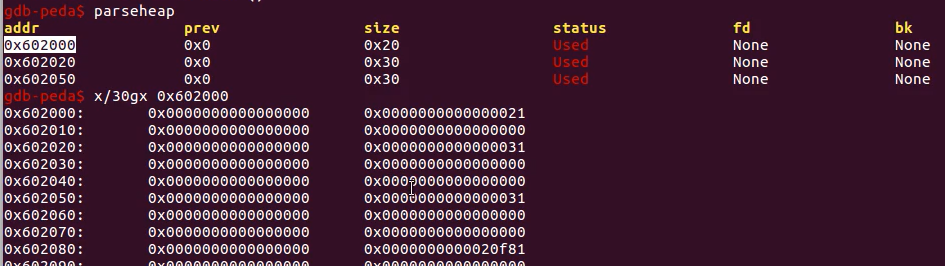 gdb-peda$ parseheap
addr prev size status fd bk
0x602000 0x0 0x20 Used None None
0x602020 0x0 0x30 Used None None
0x602050 0x0 0x30 Used None None
gdb-peda$ x/30gx 0x602000
0x602000: 0x0000000000000000 0x0000000000000021
0x602010: 0x0000000000000000 0x0000000000000000
0x602020: 0x0000000000000000 0x0000000000000031
0x602030: 0x0000000000000000 0x0000000000000000
0x602040: 0x0000000000000000 0x0000000000000000
0x602050: 0x0000000000000000 0x0000000000000031
0x602060: 0x0000000000000000 0x0000000000000000
0x602070: 0x0000000000000000 0x0000000000000000
0x602080: 0x0000000000000000 0x0000000000020f81
0x602090: 0x0000000000000000 0x0000000000000000